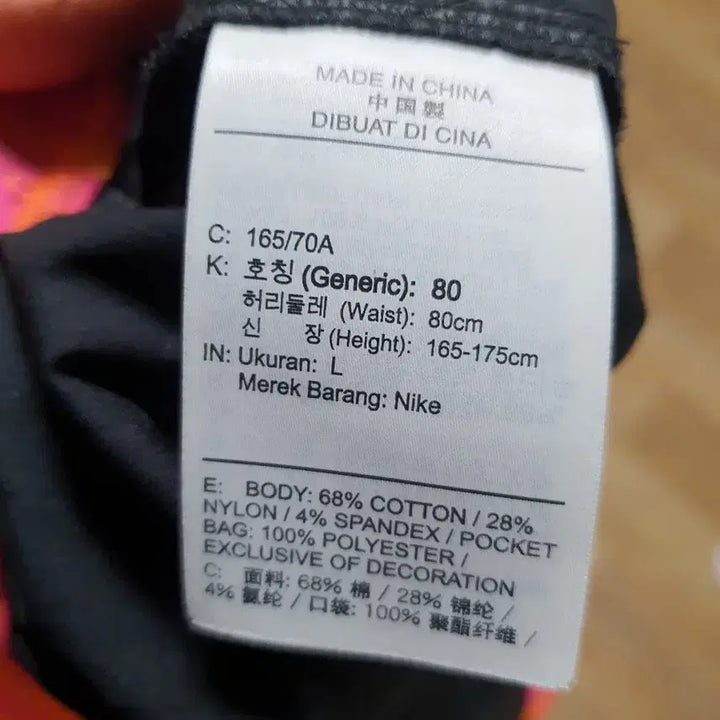 MADE IN CHINA
中国製
DIBUAT DI CINA
C: 165/70A
K: 호칭 (Generic): 80
허리둘레 (Waist): 80cm
신 장 (Height): 165-175cm
IN: Ukuran: L
Merek Barang: Nike
E: BODY: 68% COTTON / 28%
NYLON / 4% SPANDEX / POCKET
BAG: 100% POLYESTER /
EXCLUSIVE OF DECORATION
C: 面料: 68% 棉 / 28% 锦纶 /
4% 氨纶 / 口袋: 100% 聚酯纤维 /